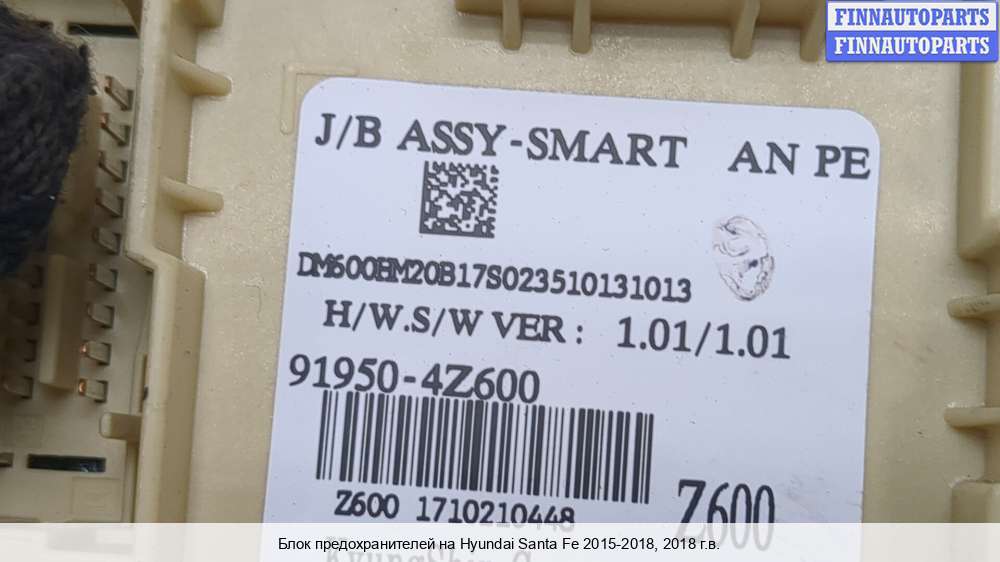 FINNAUTOPARTS
FINNAUTOPARTS
J/B ASSY-SMART AN PE
DM600HM20B17S023510131013
H/W.S/W VER : 1.01/1.01
91950-4Z600
Z600 1710210448
Z600
Блок предохранителей на Hyundai Santa Fe 2015-2018, 2018 г.в.